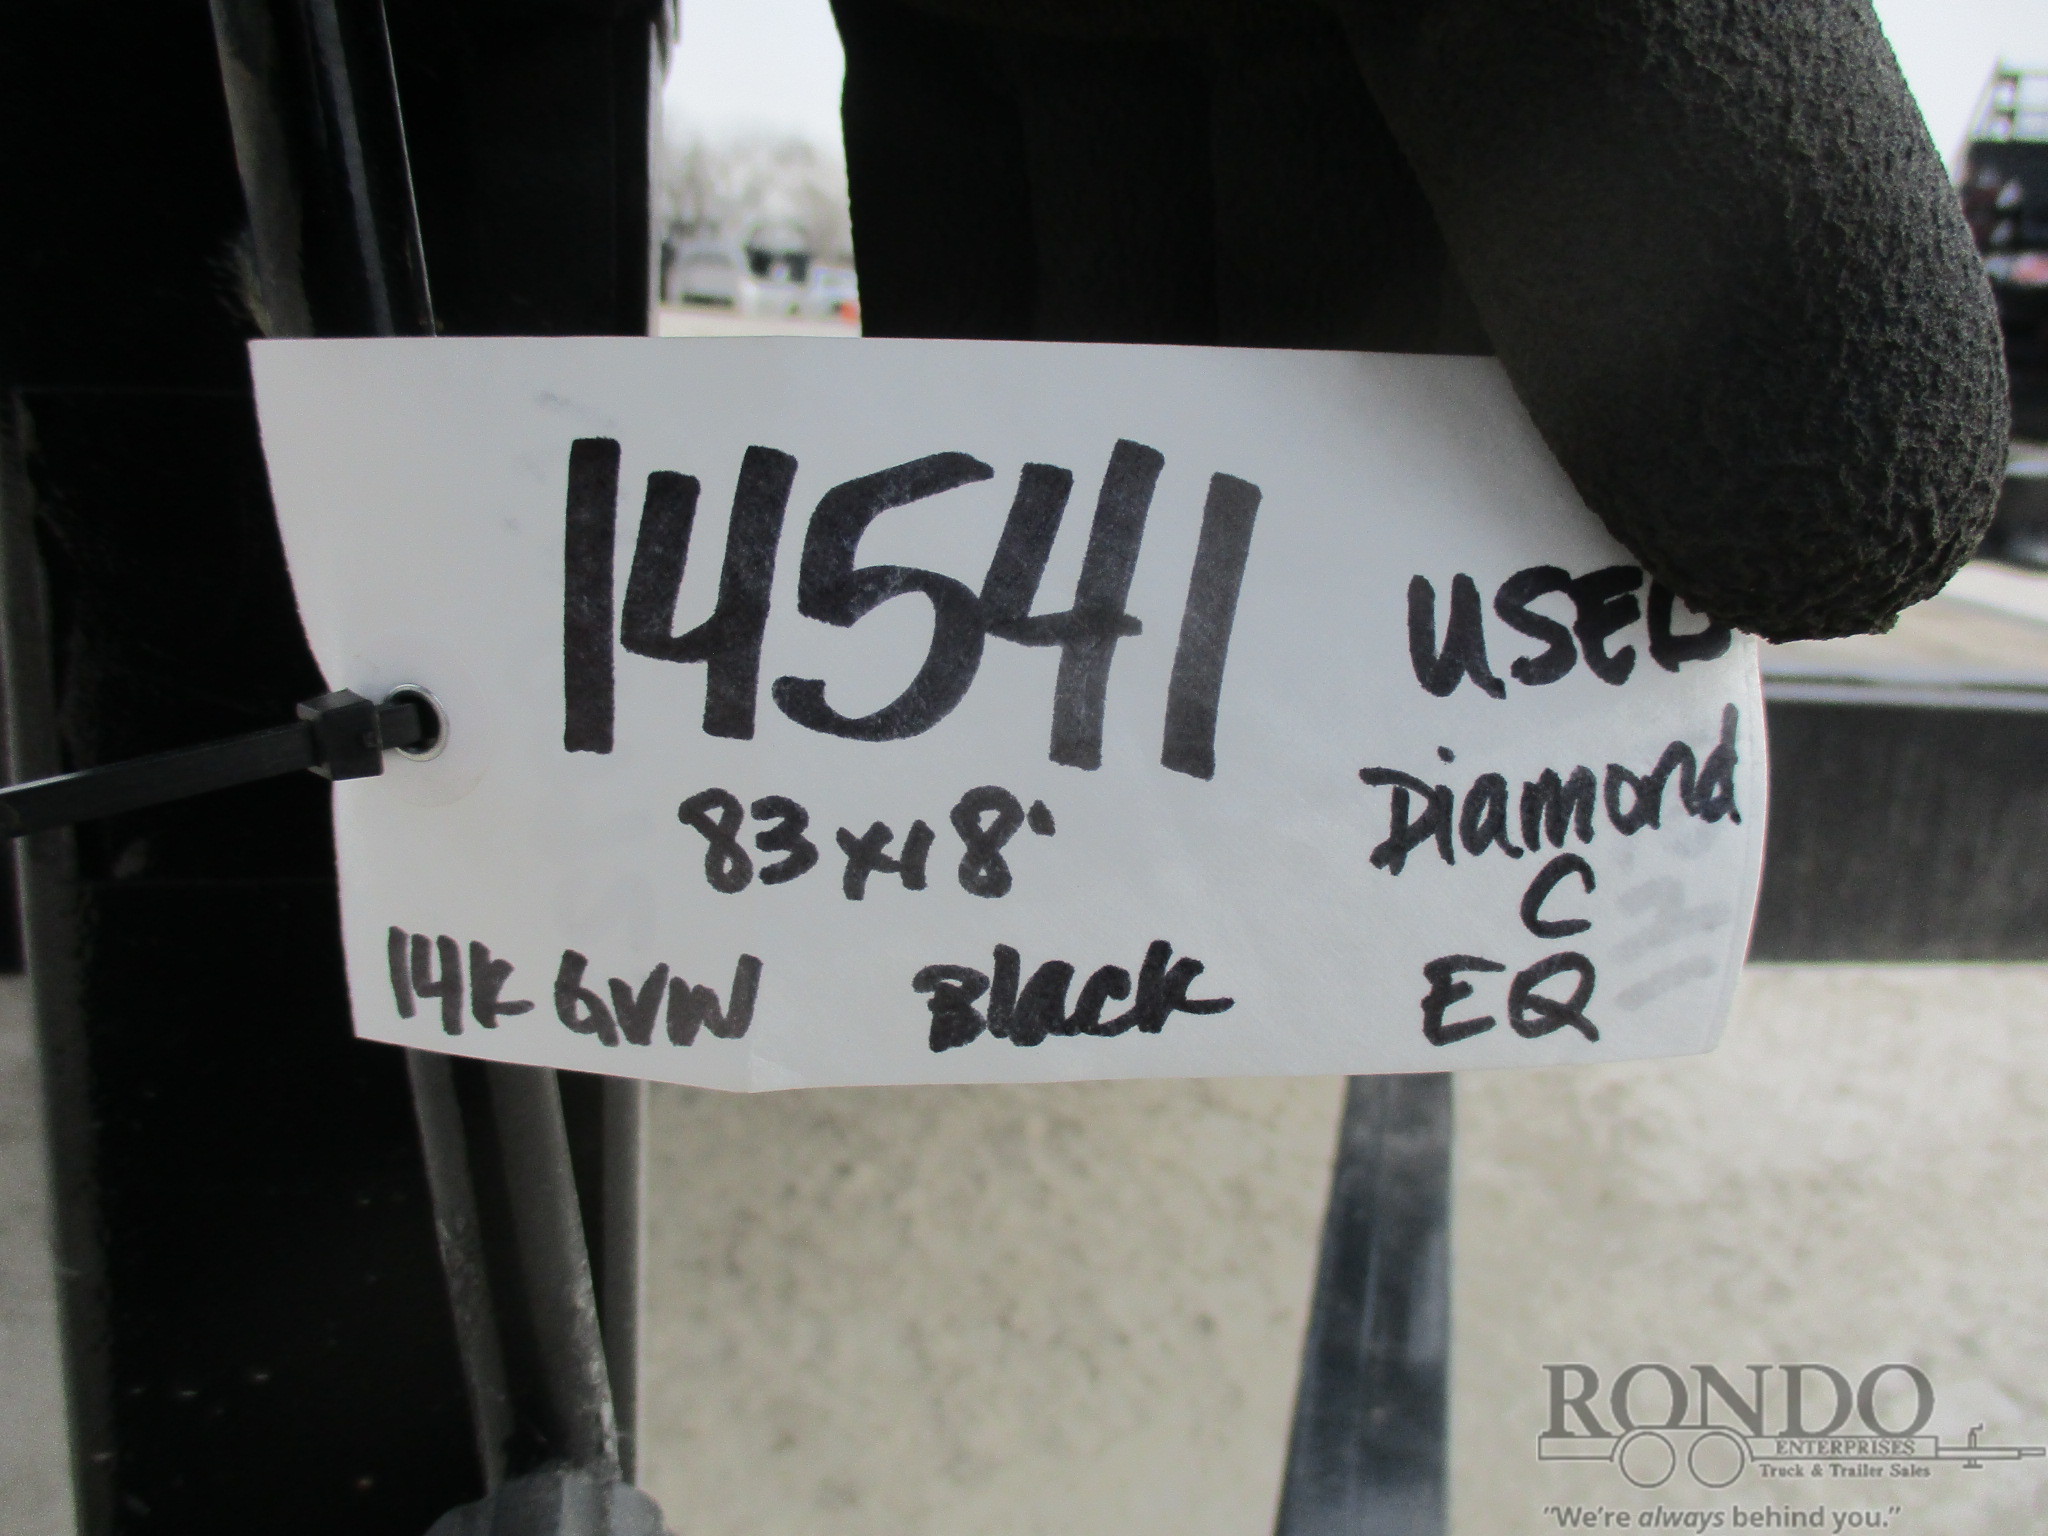 14541
USED
83x18'
Diamond
C
14K GVW Black EQ
RONDO
ENTERPRISES
Truck & Trailer Sales
"We're always behind you."